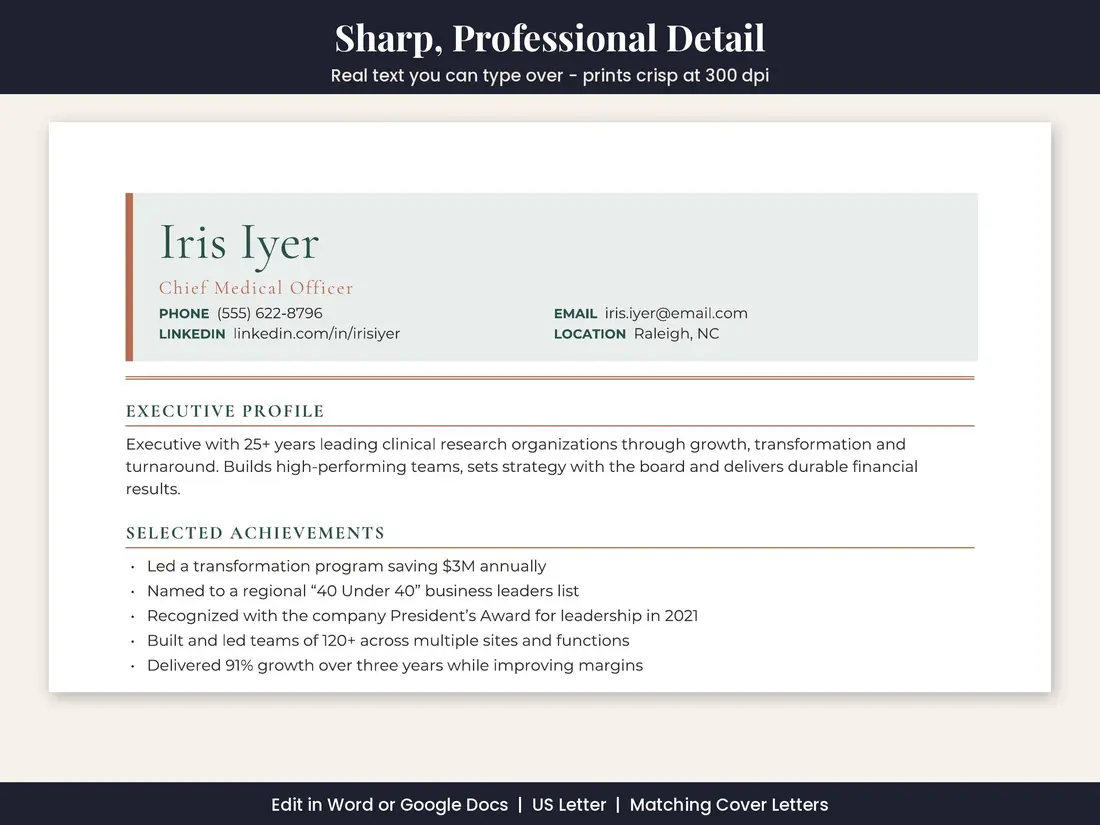 Sharp, Professional Detail
Real text you can type over - prints crisp at 300 dpi
Iris Iyer
Chief Medical Officer
PHONE (555) 622-8796
EMAIL iris.iyer@email.com
LINKEDIN linkedin.com/in/irisiyer
LOCATION Raleigh, NC
EXECUTIVE PROFILE
Executive with 25+ years leading clinical research organizations through growth, transformation and
turnaround. Builds high-performing teams, sets strategy with the board and delivers durable financial
results.
SELECTED ACHIEVEMENTS
• Led a transformation program saving $3M annually
• Named to a regional “40 Under 40” business leaders list
• Recognized with the company President’s Award for leadership in 2021
• Built and led teams of 120+ across multiple sites and functions
• Delivered 91% growth over three years while improving margins
Edit in Word or Google Docs | US Letter | Matching Cover Letters